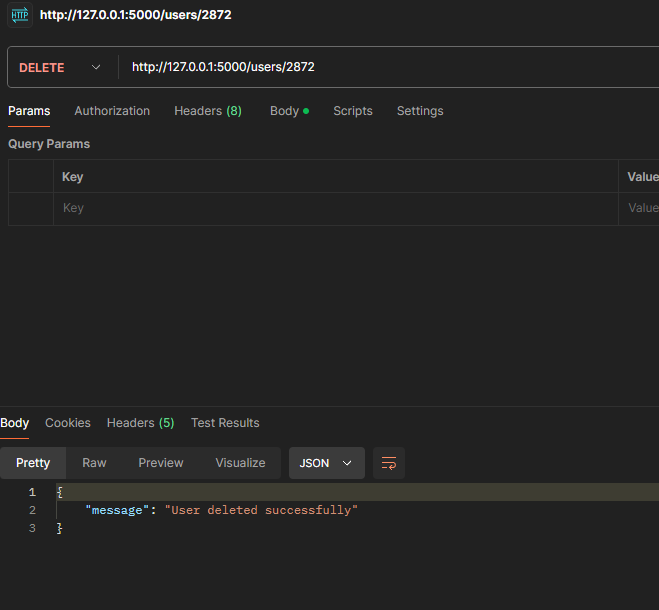 HTTP http://127.0.0.1:5000/users/2872
DELETE http://127.0.0.1:5000/users/2872
Params Authorization Headers (8) Body Scripts Settings
Query Params
Key Value
Key Value
Body Cookies Headers (5) Test Results
Pretty Raw Preview Visualize JSON
1 {
2 "message": "User deleted successfully"
3 }